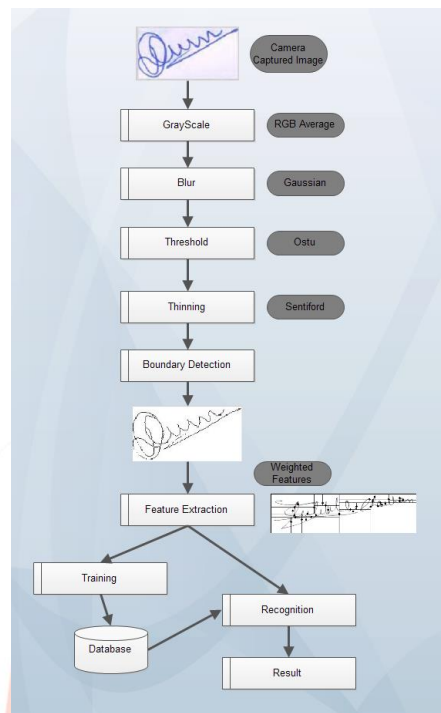 Camera
Captured Image
GrayScale
RGB Average
Blur
Gaussian
Threshold
Ostu
Thinning
Sentiford
Boundary Detection
Weighted
Features
Feature Extraction
Training
Recognition
Database
Result